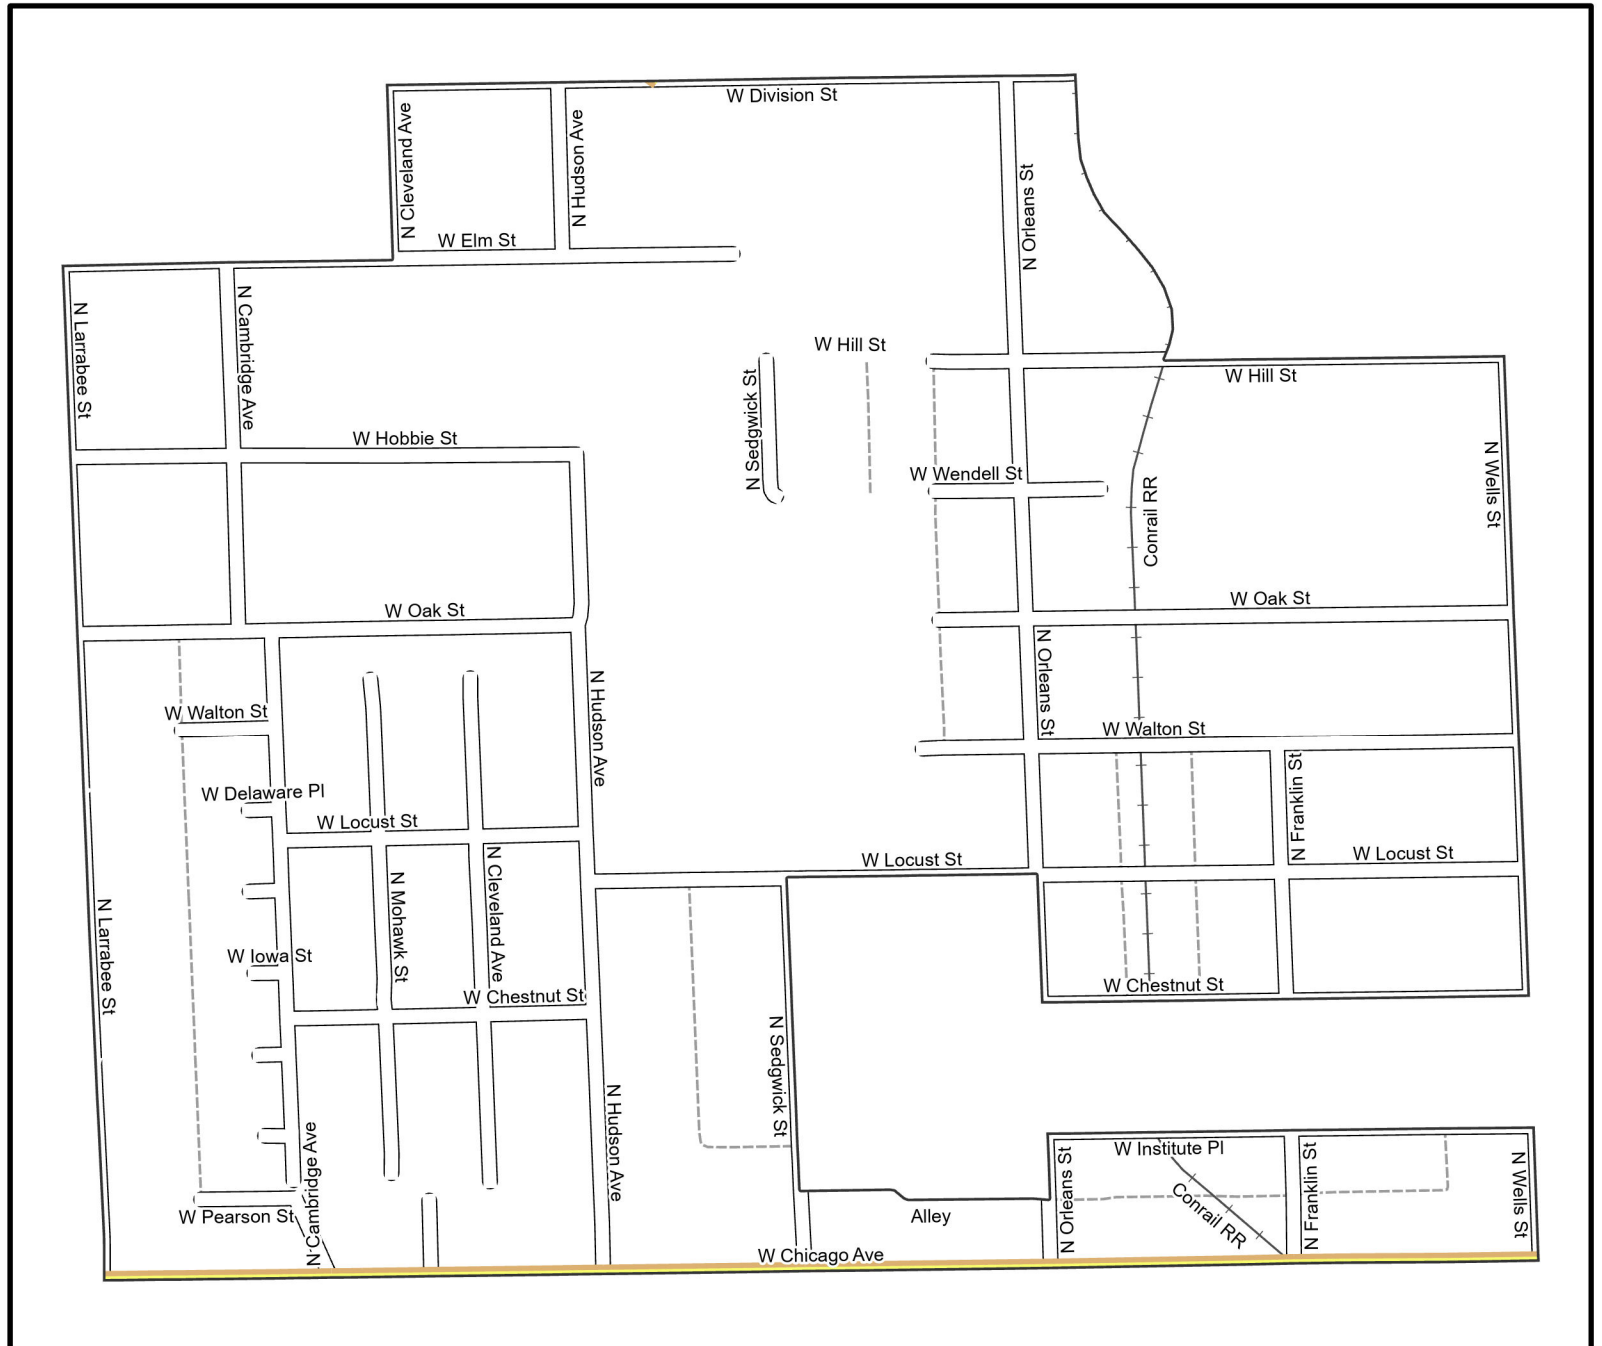 W Division St
N Cleveland Ave
N Hudson Ave
N Orleans St
W Elm St
N Larrabee St
N Cambridge Ave
W Hill St
W Hill St
N Sedgwick St
W Hobbie St
W Wendell St
N Wells St
Conrail RR
W Oak St
W Oak St
N Orleans St
N Hudson Ave
W Walton St
W Walton St
N Franklin St
W Delaware Pl
W Locust St
W Locust St
W Locust St
N Larrabee St
N Mohawk St
N Cleveland Ave
W Iowa St
W Chestnut St
W Chestnut St
N Sedgwick St
N Hudson Ave
N Cambridge Ave
W Institute Pl
N Orleans St
Conrail RR
N Franklin St
N Wells St
W Pearson St
Alley
W Chicago Ave